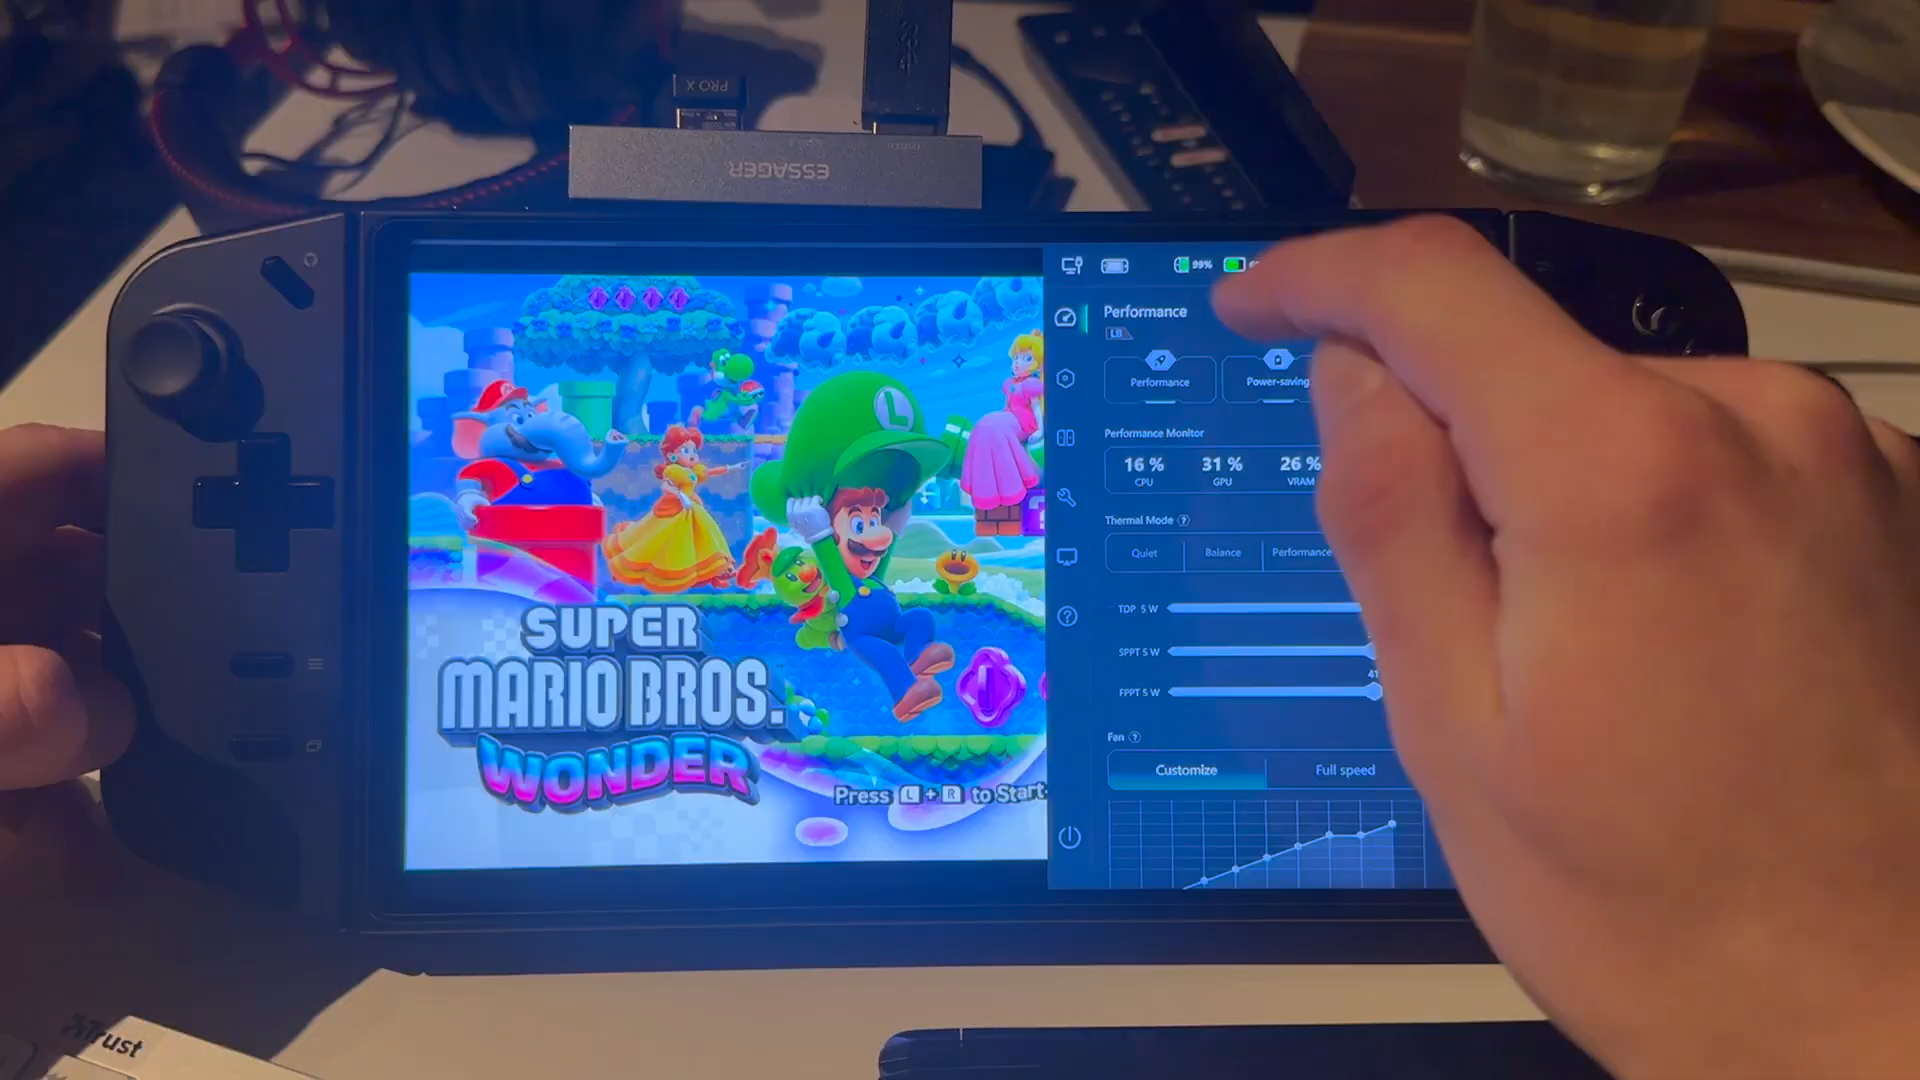 PRO X
ESSAGER
99%
Performance
LB
Performance
Power-saving
Performance Monitor
16 %
31 %
26 %
CPU
GPU
VRAM
Thermal Mode ?
Quiet
Balance
Performance
TDP 5 W
SPPT 5 W
41
FPPT 5 W
Fan ?
Customize
Full speed
L
SUPER
MARIO BROS.
WONDER
Press L + R to Start
Trust